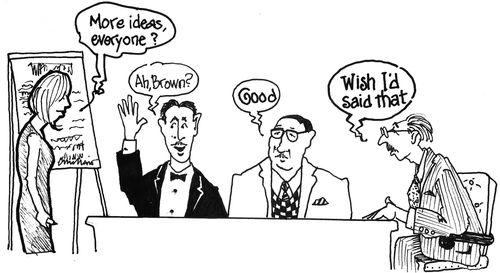 More ideas,
everyone?
Ah, Brown?
Good
Wish I'd
said that